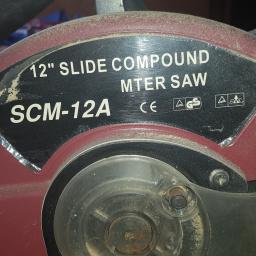 12" SLIDE COMPOUND
MTER SAW
SCM-12A CE